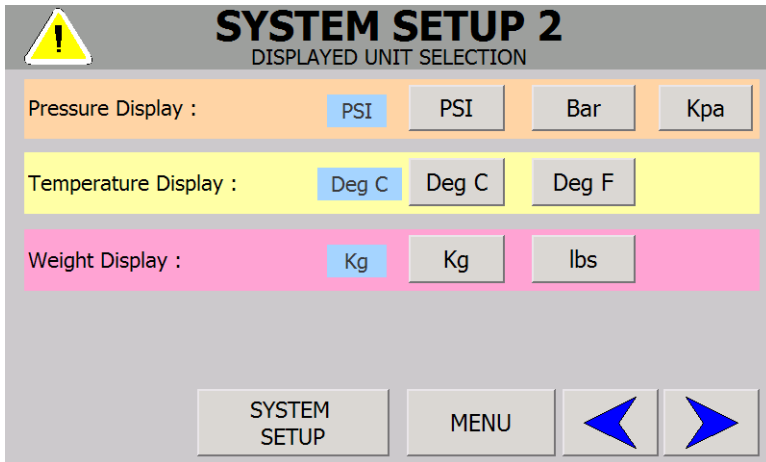 !
SYSTEM SETUP 2
DISPLAYED UNIT SELECTION
Pressure Display : PSI PSI Bar Kpa
Temperature Display : Deg C Deg C Deg F
Weight Display : Kg Kg lbs
SYSTEM
SETUP
MENU